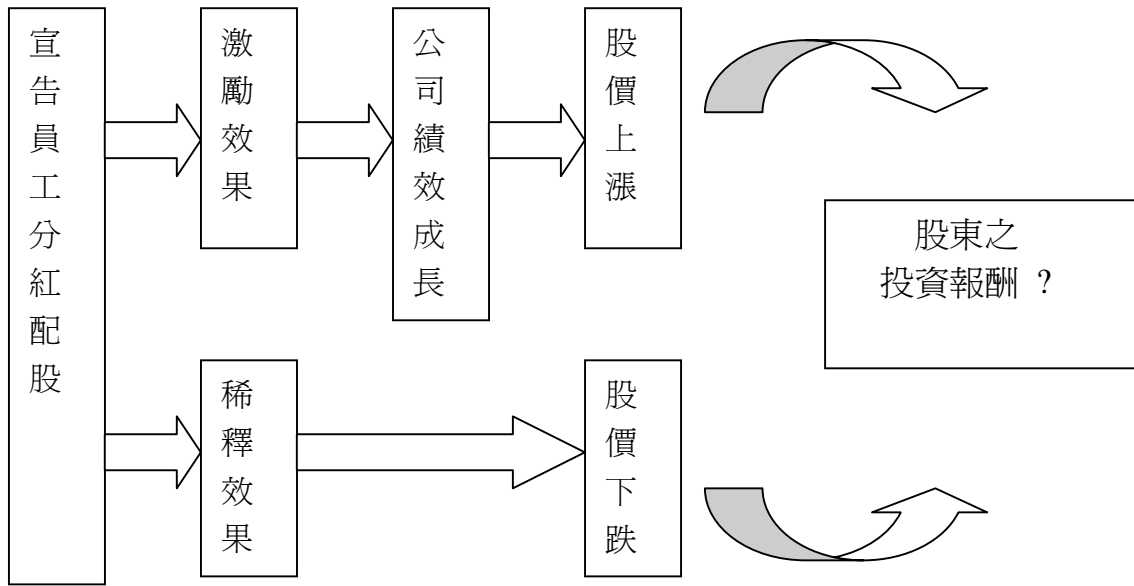 宣告員工分紅配股
激勵效果
公司績效成長
股價上漲
股東之
投資報酬 ?
稀釋效果
股價下跌